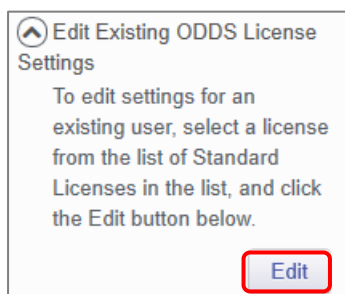 Edit Existing ODDS License
Settings
To edit settings for an
existing user, select a license
from the list of Standard
Licenses in the list, and click
the Edit button below.
Edit